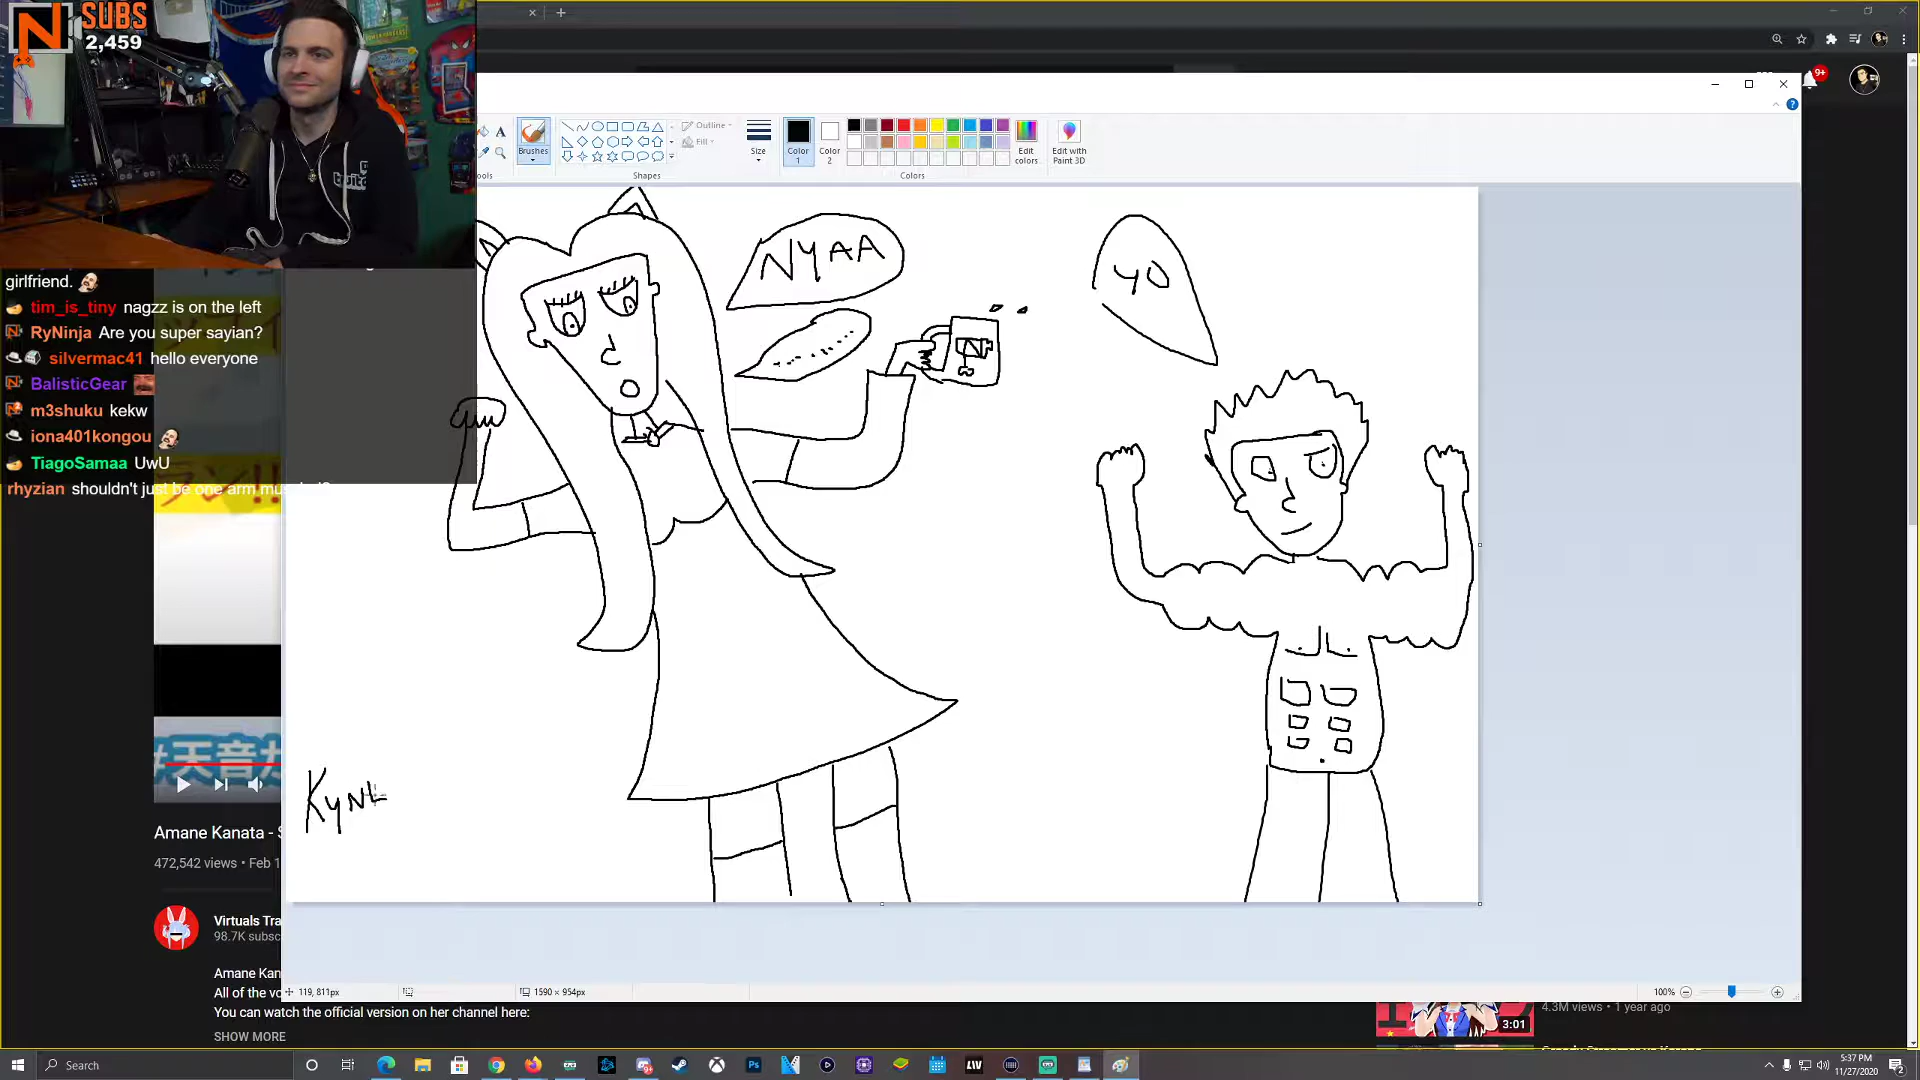 SUBS
2,459
girlfriend.
tim_is_tiny nagzz is on the left
RyNinja Are you super sayian?
silvermac41 hello everyone
BalisticGear
m3shuku kekw
iona401kongou
TiagoSamaa UwU
rhyzian shouldn't just be one arm
9+
Brushes
Outline
Fill
Shapes
Size
Color 1
Color 2
Edit colors
Colors
Edit with Paint 3D
NYAA
YO
N
#天音か
Amane Kanata - S
472,542 views • Feb 1
Virtuals Tra
98.7K subsc
Amane Kan
All of the vo
You can watch the official version on her channel here:
SHOW MORE
119, 811px
1590 × 954px
100%
4.3M views • 1 year ago
3:01
Search
5:37 PM
11/27/2020